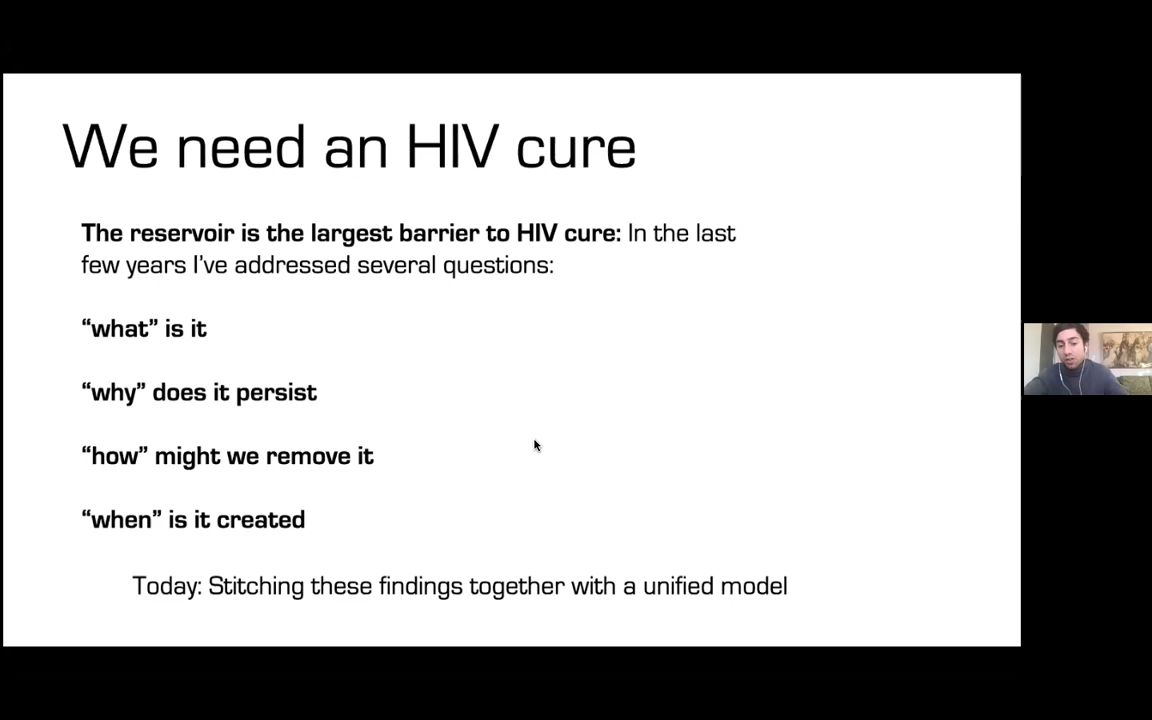 We need an HIV cure
The reservoir is the largest barrier to HIV cure: In the last
few years I've addressed several questions:
“what” is it
“why” does it persist
“how” might we remove it
“when” is it created
Today: Stitching these findings together with a unified model